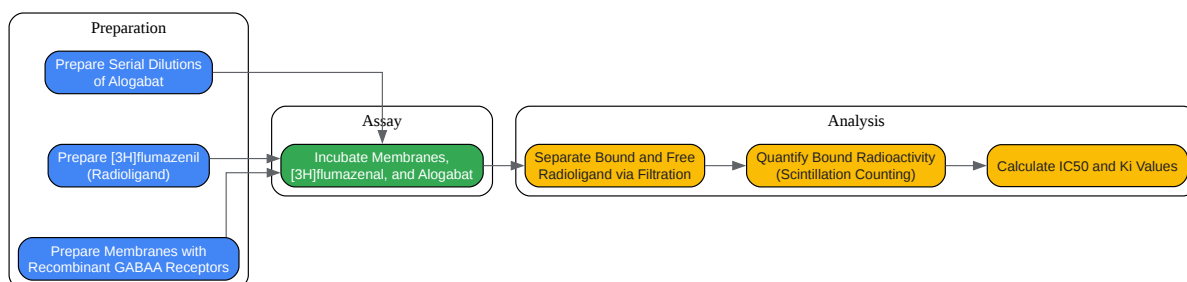 Preparation
Prepare Serial Dilutions
of Alogabat
Prepare [3H]flumazenil
(Radioligand)
Prepare Membranes with
Recombinant GABAA Receptors
Assay
Incubate Membranes,
[3H]flumazenal, and Alogabat
Analysis
Separate Bound and Free
Radioligand via Filtration
Quantify Bound Radioactivity
(Scintillation Counting)
Calculate IC50 and Ki Values